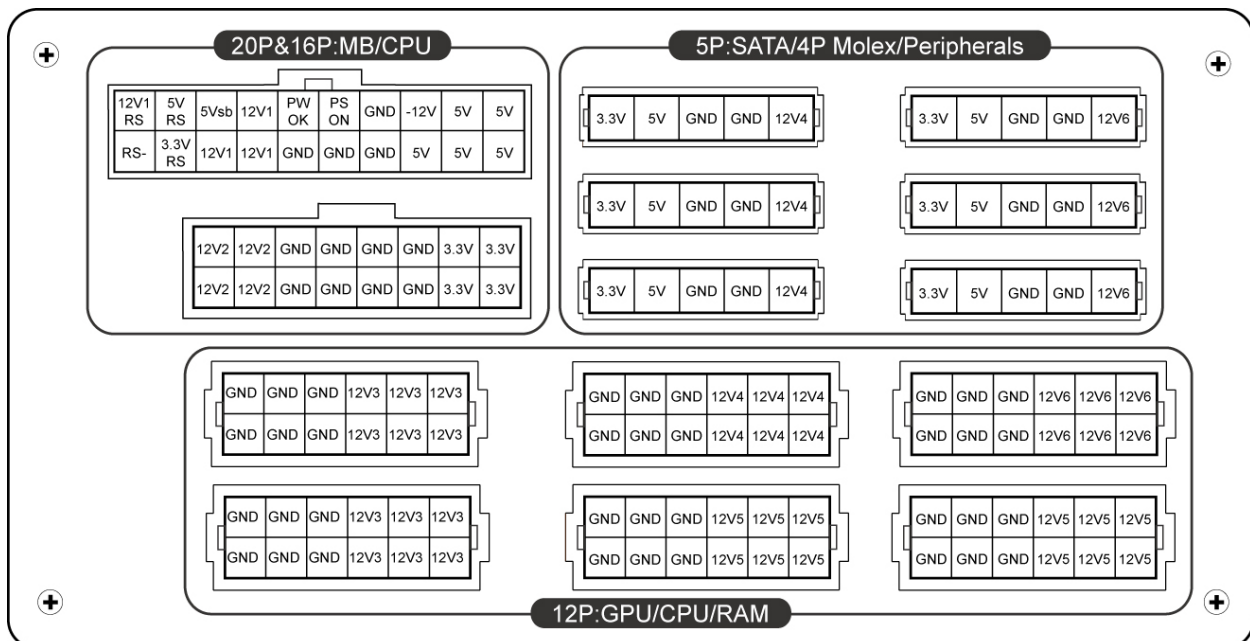 20P&16P:MB/CPU
12V1 RS 5V RS 5Vsb 12V1 PW OK PS ON GND -12V 5V 5V
RS- 3.3V RS 12V1 12V1 GND GND GND 5V 5V 5V
12V2 12V2 GND GND GND GND 3.3V 3.3V
12V2 12V2 GND GND GND GND 3.3V 3.3V
5P:SATA/4P Molex/Peripherals
3.3V 5V GND GND 12V4
3.3V 5V GND GND 12V6
3.3V 5V GND GND 12V4
3.3V 5V GND GND 12V6
3.3V 5V GND GND 12V4
3.3V 5V GND GND 12V6
GND GND GND 12V3 12V3 12V3
GND GND GND 12V3 12V3 12V3
GND GND GND 12V4 12V4 12V4
GND GND GND 12V4 12V4 12V4
GND GND GND 12V6 12V6 12V6
GND GND GND 12V6 12V6 12V6
GND GND GND 12V3 12V3 12V3
GND GND GND 12V3 12V3 12V3
GND GND GND 12V5 12V5 12V5
GND GND GND 12V5 12V5 12V5
GND GND GND 12V5 12V5 12V5
GND GND GND 12V5 12V5 12V5
12P:GPU/CPU/RAM